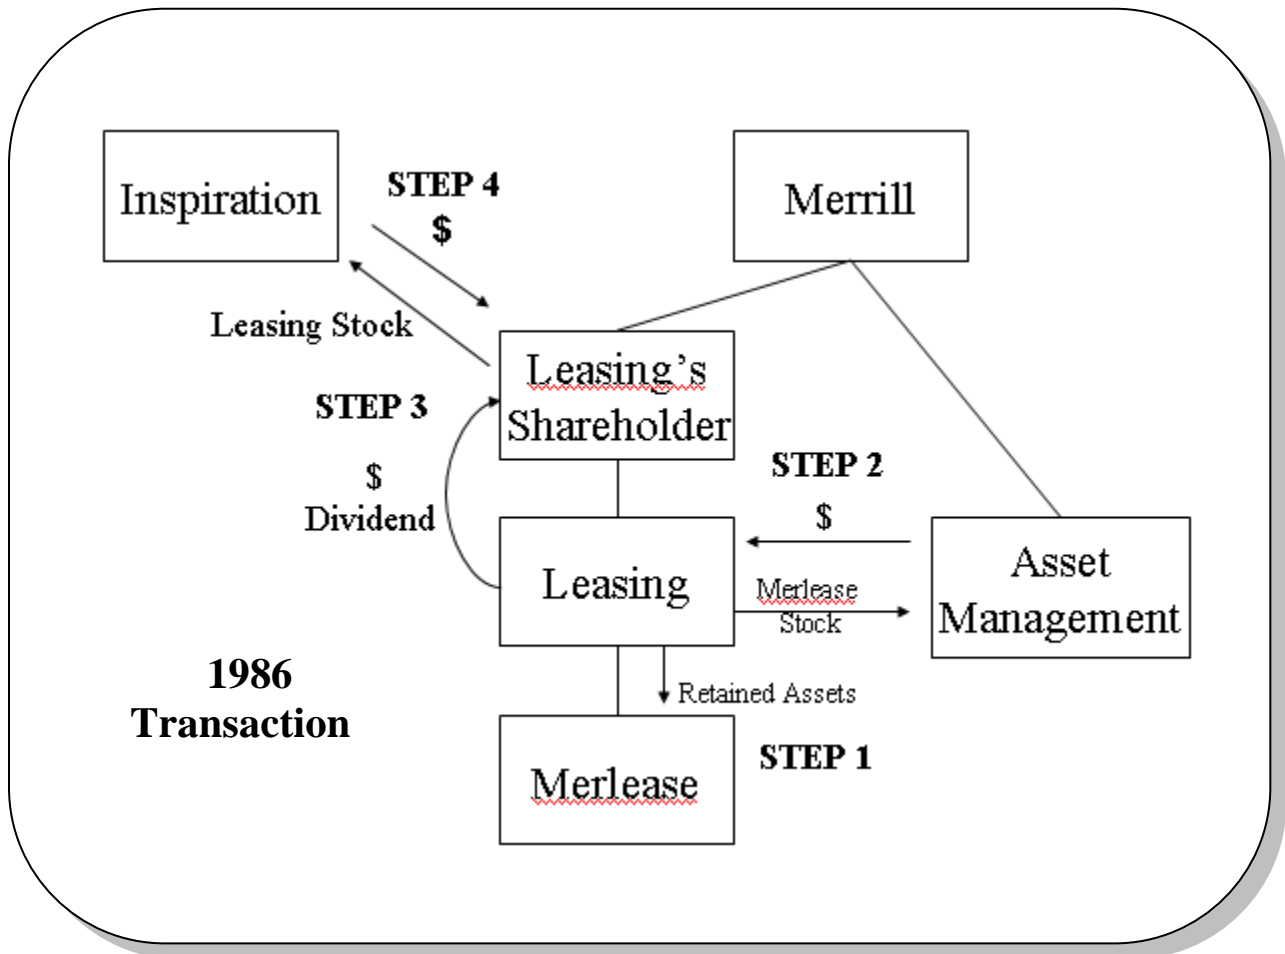 Inspiration
STEP 4
$
Merrill
Leasing Stock
Leasing’s
Shareholder
STEP 3
$
Dividend
STEP 2
$
Leasing
Merlease
Stock
Asset
Management
1986
Transaction
Retained Assets
STEP 1
Merlease